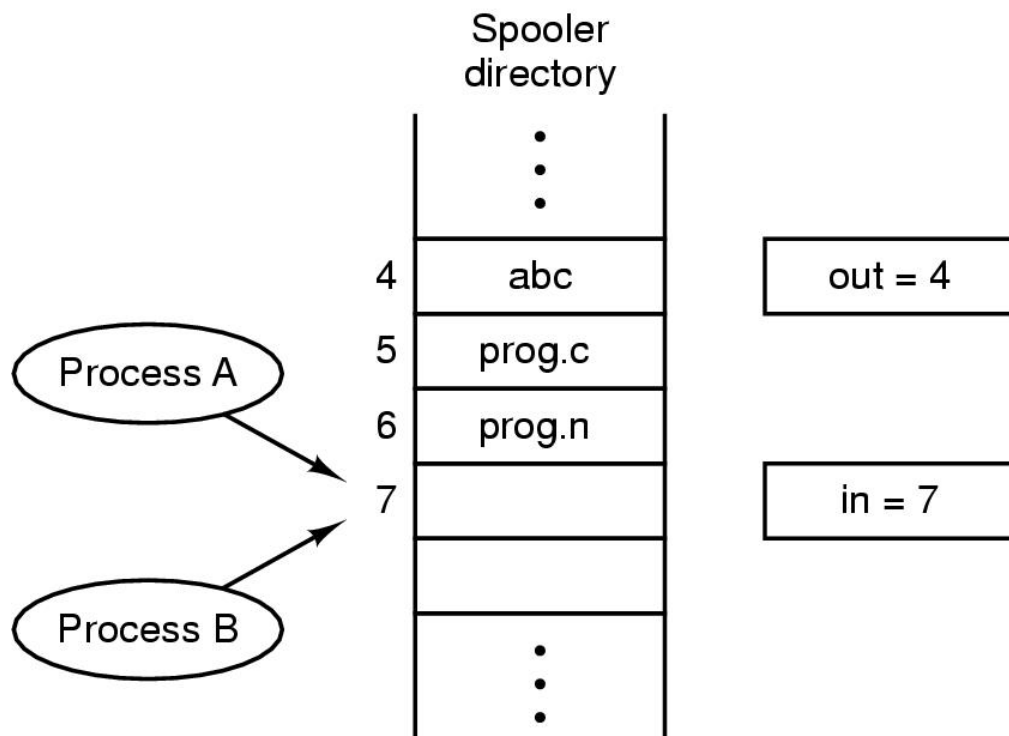 Spooler
directory
4 abc out = 4
Process A
5 prog.c
6 prog.n
7 in = 7
Process B